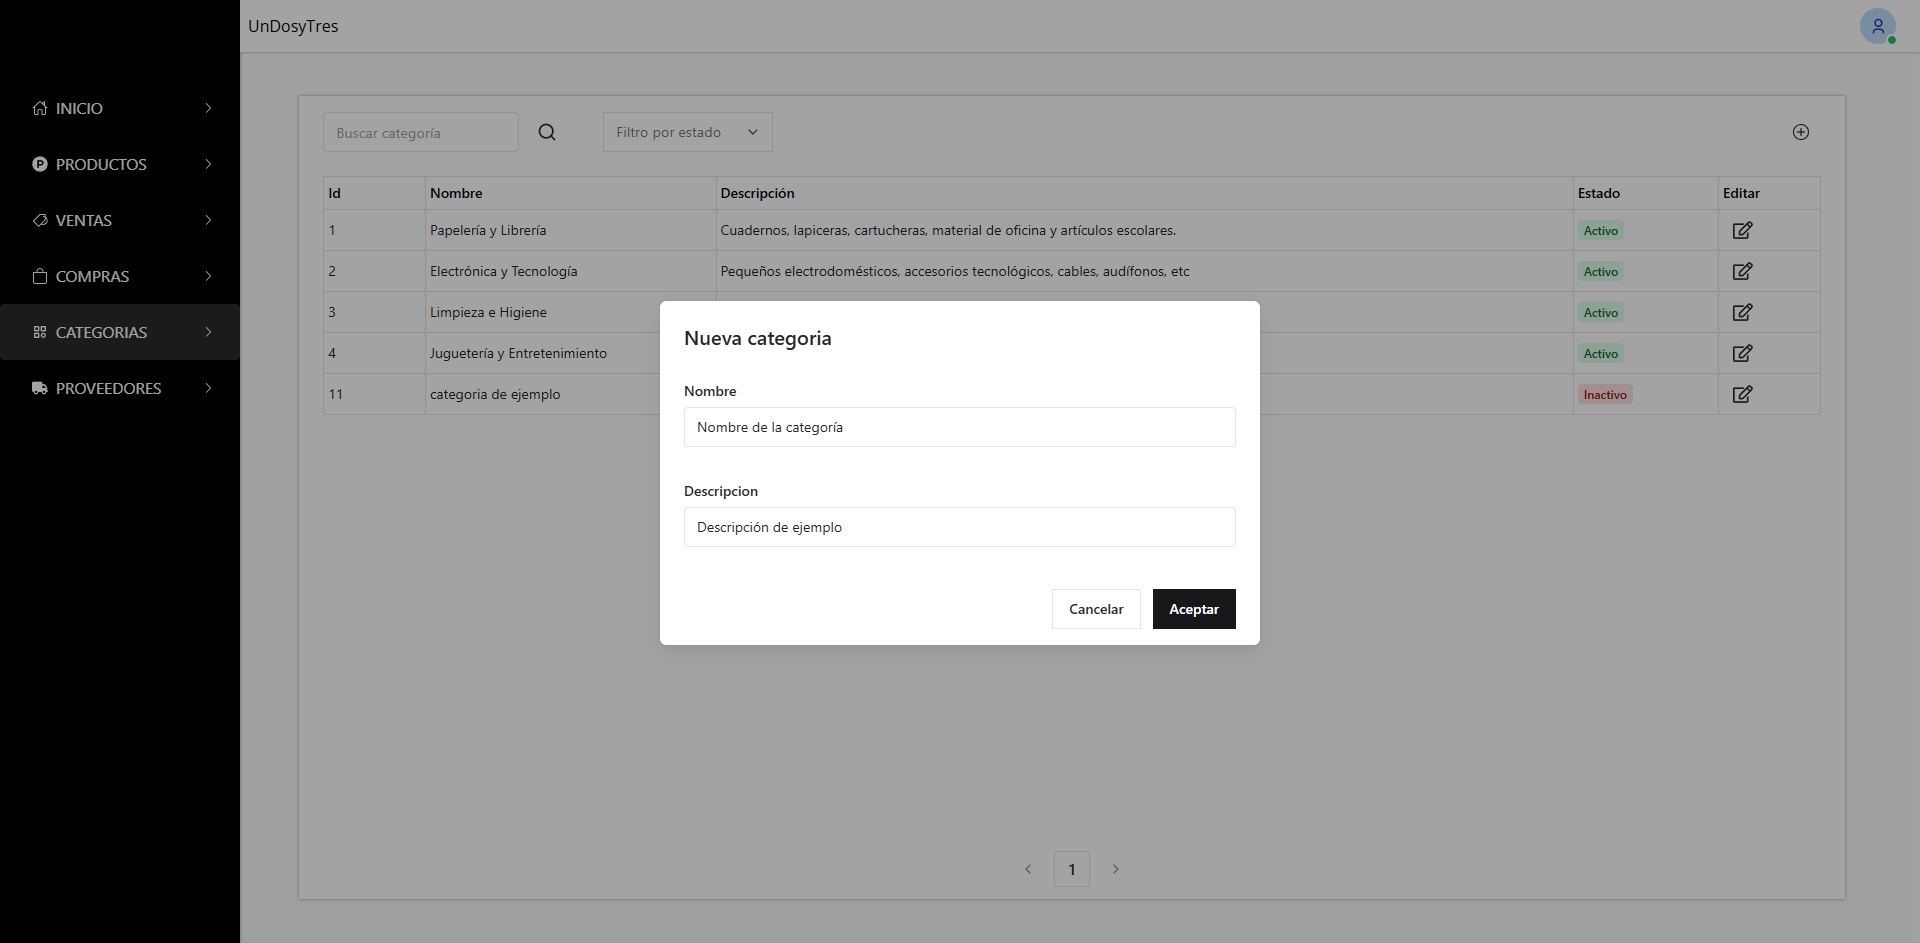 UnDosyTres
INICIO
PRODUCTOS
VENTAS
COMPRAS
CATEGORIAS
PROVEEDORES
Buscar categoría
Filtro por estado
Id Nombre Descripción Estado Editar
1 Papelería y Librería Cuadernos, lapiceras, cartucheras, material de oficina y artículos escolares. Activo
2 Electrónica y Tecnología Pequeños electrodomésticos, accesorios tecnológicos, cables, audífonos, etc Activo
3 Limpieza e Higiene Activo
4 Juguetería y Entretenimiento Activo
11 categoria de ejemplo Inactivo
Nueva categoria
Nombre
Nombre de la categoría
Descripcion
Descripción de ejemplo
Cancelar Aceptar
1